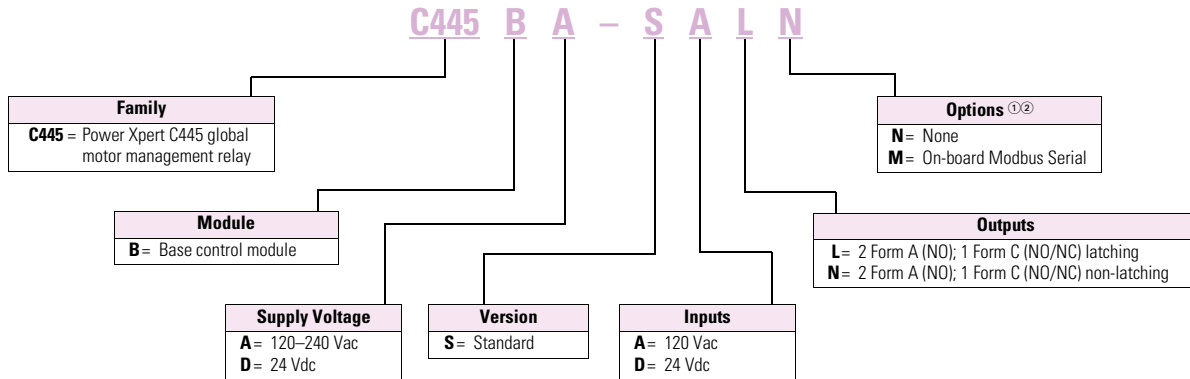 C445 B A – S A L N
Family
C445 = Power Xpert C445 global
motor management relay
Options ①②
N = None
M = On-board Modbus Serial
Module
B = Base control module
Outputs
L = 2 Form A (NO); 1 Form C (NO/NC) latching
N = 2 Form A (NO); 1 Form C (NO/NC) non-latching
Supply Voltage
A = 120–240 Vac
D = 24 Vdc
Version
S = Standard
Inputs
A = 120 Vac
D = 24 Vdc